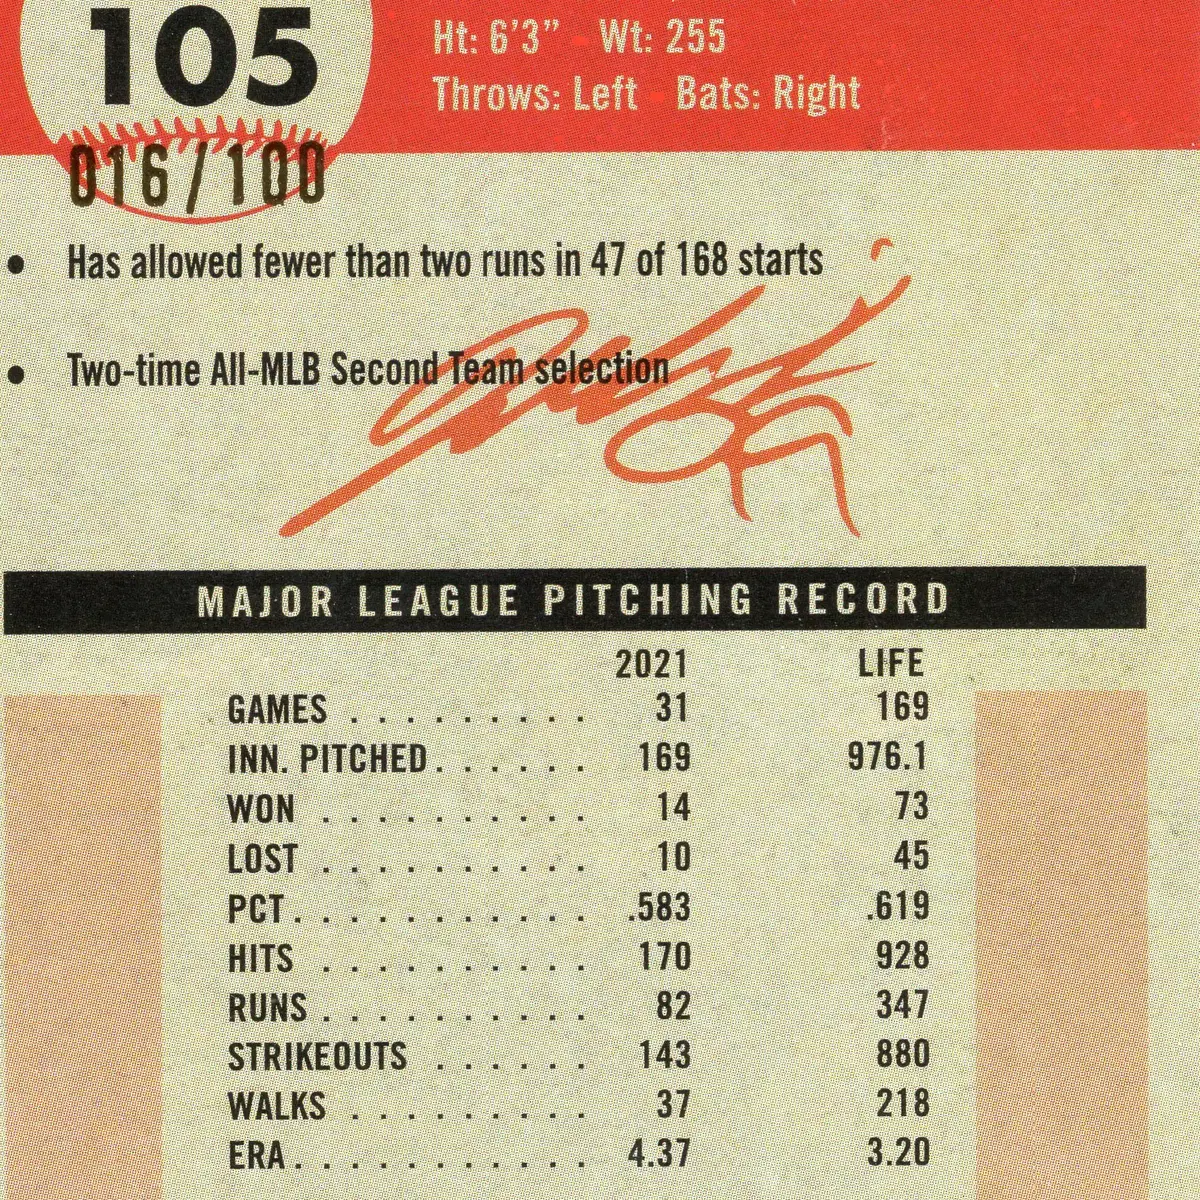 105
Ht: 6'3” - Wt: 255
Throws: Left - Bats: Right
016/100
• Has allowed fewer than two runs in 47 of 168 starts
• Two-time All-MLB Second Team selection
99
MAJOR LEAGUE PITCHING RECORD
2021 LIFE
GAMES . . . . . . . . . 31 169
INN. PITCHED . . . . . . 169 976.1
WON . . . . . . . . . . 14 73
LOST . . . . . . . . . . 10 45
PCT . . . . . . . . . . . .583 .619
HITS . . . . . . . . . . 170 928
RUNS . . . . . . . . . . 82 347
STRIKEOUTS . . . . . . 143 880
WALKS . . . . . . . . . 37 218
ERA . . . . . . . . . . . 4.37 3.20